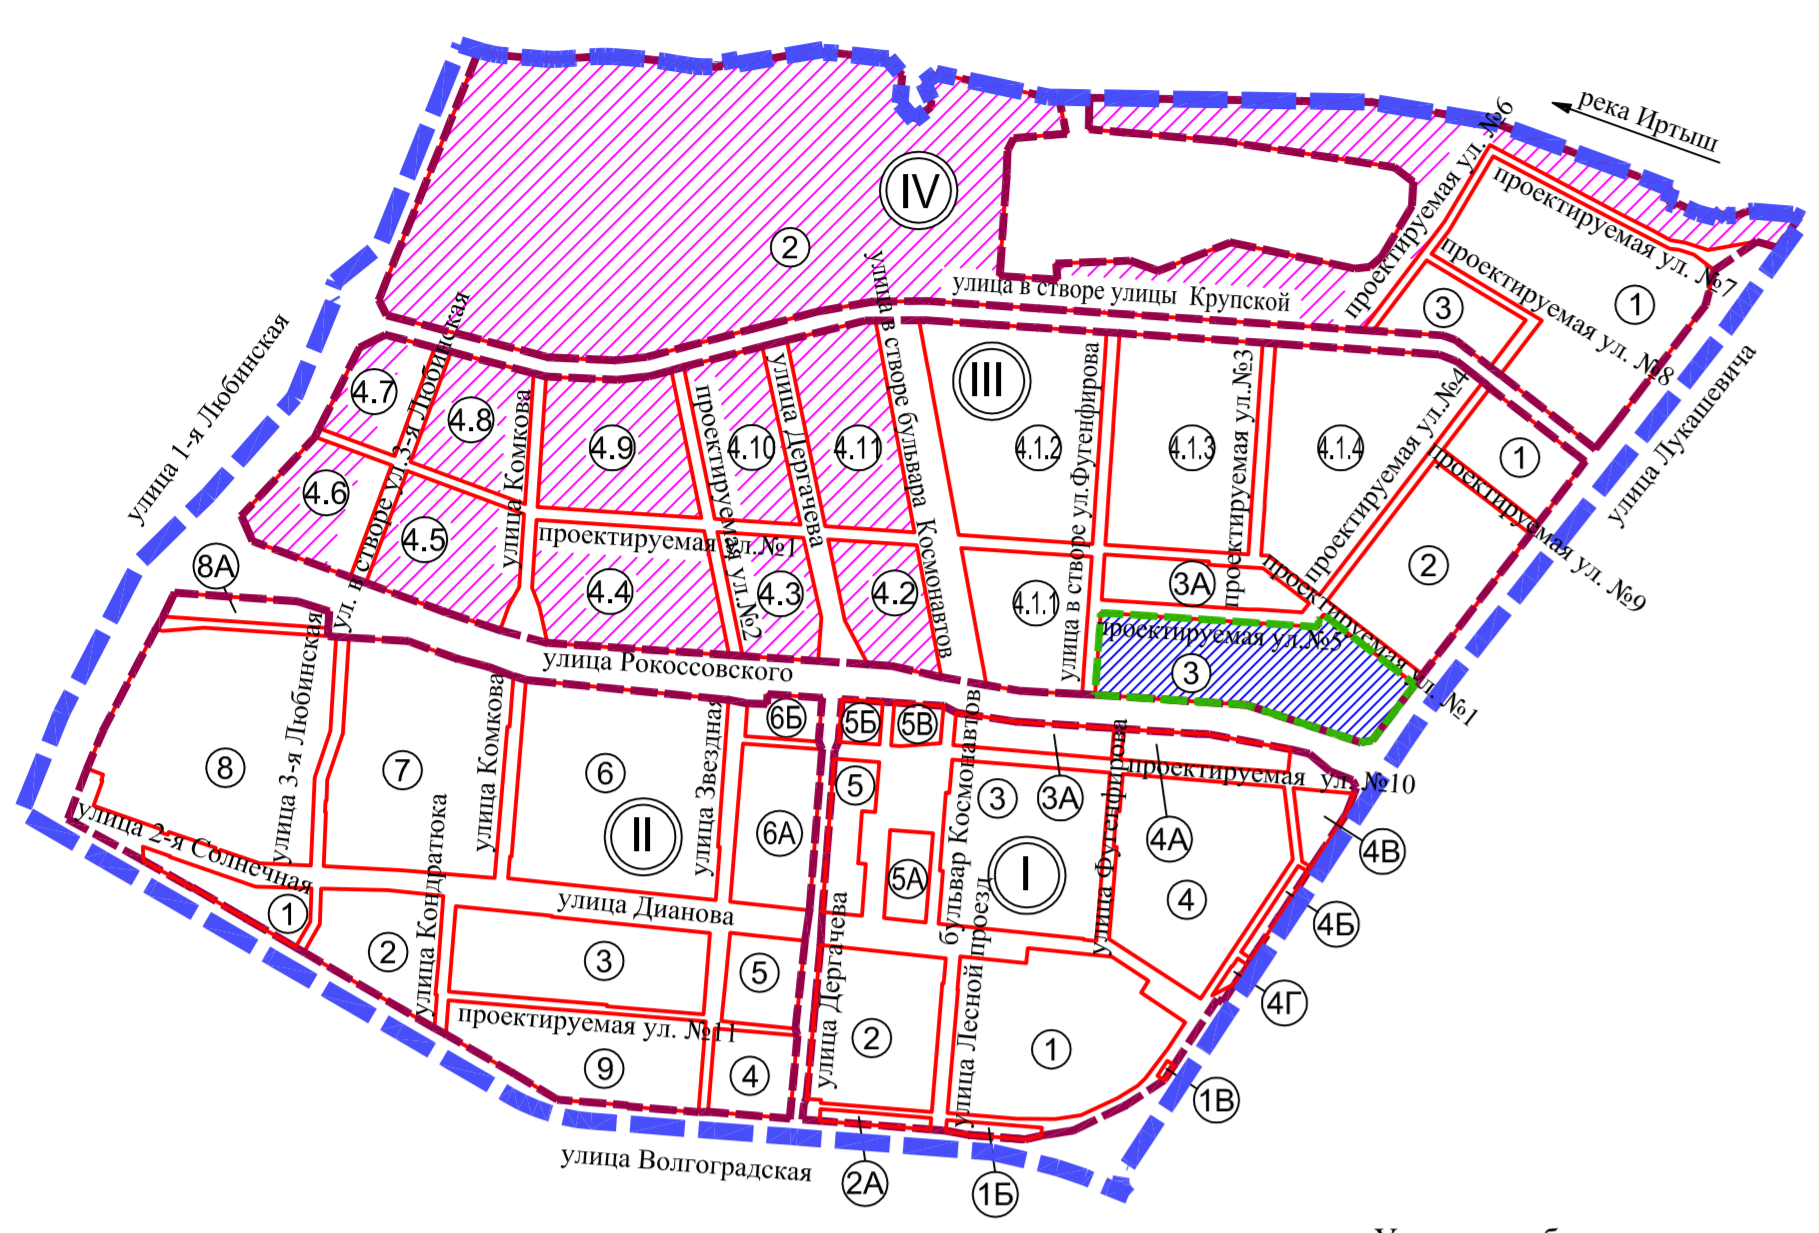 река Иртыш
проектируемая ул. №6
проектируемая ул. №7
IV
2
улица в створе улицы Крупской
проектируемая ул. №8
3
1
улица 1-я Любинская
ул. в створе ул.3-я Любинская
улица в створе бульвара Космонавтов
III
улица Лукашевича
4.7
4.8
улица Комкова
4.9
проектируемая ул.№2
4.10
улица Дергачева
4.11
4.1.2
улица в створе ул.Фугенфирова
4.1.3
проектируемая ул.№3
4.1.4
проектируемая ул.№4
1
проектируемая ул. №9
4.6
4.5
проектируемая ул.№1
8А
4.4
4.3
4.2
4.1.1
3А
2
проектируемая ул. №1
проектируемая ул.№5
3
улица Рокоссовского
6Б
5Б
5В
улица 3-я Любинская
улица Комкова
улица Звездная
бульвар Космонавтов
улица Фугенфирова
проектируемая ул. №10
8
7
6
5
3
3А
4А
4В
II
6А
5А
I
4
4Б
улица 2-я Солнечная
улица Кондратюка
улица Дианова
улица Дергачева
улица Лесной проезд
1
2
3
5
4Г
проектируемая ул. №11
2
1
9
4
1В
улица Волгоградская
2А
1Б